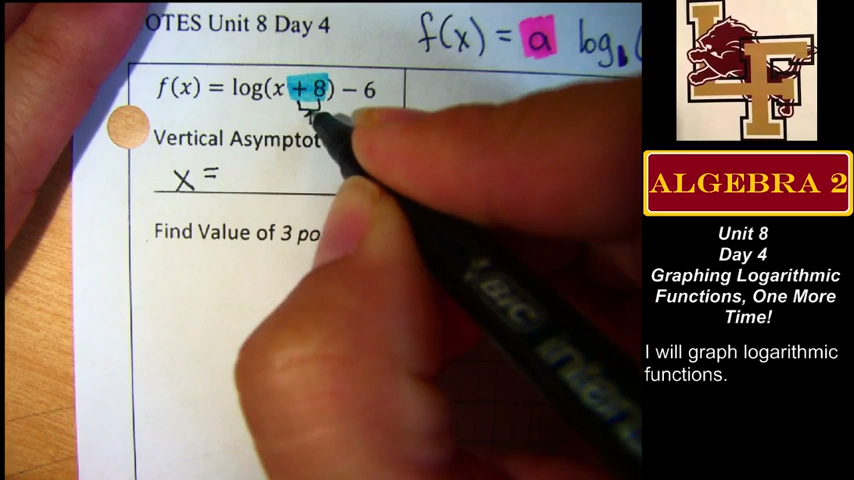 OTES Unit 8 Day 4
f(x) = a log b (
f(x) = log(x + 8) − 6
Vertical Asymptot
x =
Find Value of 3 po
BIC
LF
ALGEBRA 2
Unit 8
Day 4
Graphing Logarithmic
Functions, One More
Time!
I will graph logarithmic
functions.